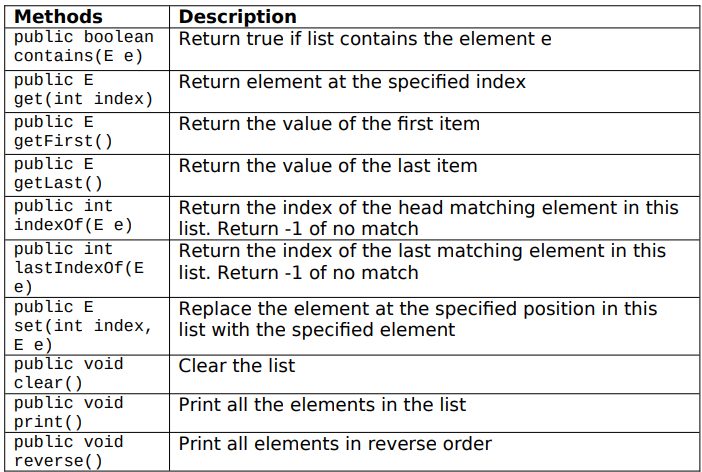 Methods Description
public boolean
contains(E e)
Return true if list contains the element e
public E
get(int index)
Return element at the specified index
public E
getFirst()
Return the value of the first item
public E
getLast()
Return the value of the last item
public int
indexOf(E e)
Return the index of the head matching element in this
list. Return -1 of no match
public int
lastIndexOf(E
e)
Return the index of the last matching element in this
list. Return -1 of no match
public E
set(int index,
E e)
Replace the element at the specified position in this
list with the specified element
public void
clear()
Clear the list
public void
print()
Print all the elements in the list
public void
reverse()
Print all elements in reverse order